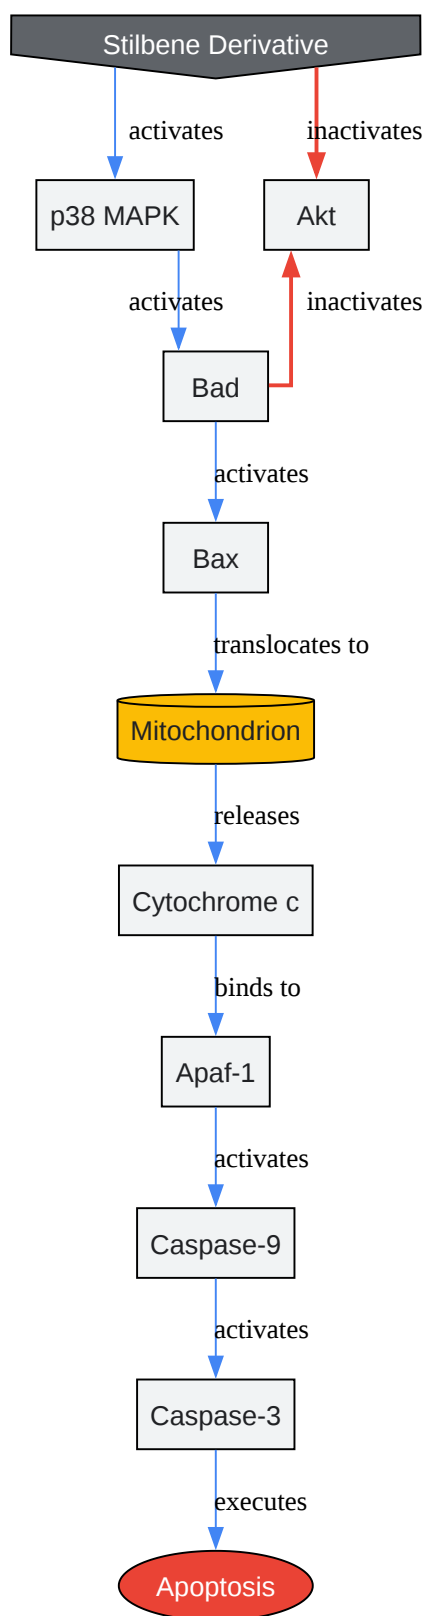 Stilbene Derivative
activates
inactivates
p38 MAPK
Akt
activates
inactivates
Bad
activates
Bax
translocates to
Mitochondrion
releases
Cytochrome c
binds to
Apaf-1
activates
Caspase-9
activates
Caspase-3
executes
Apoptosis